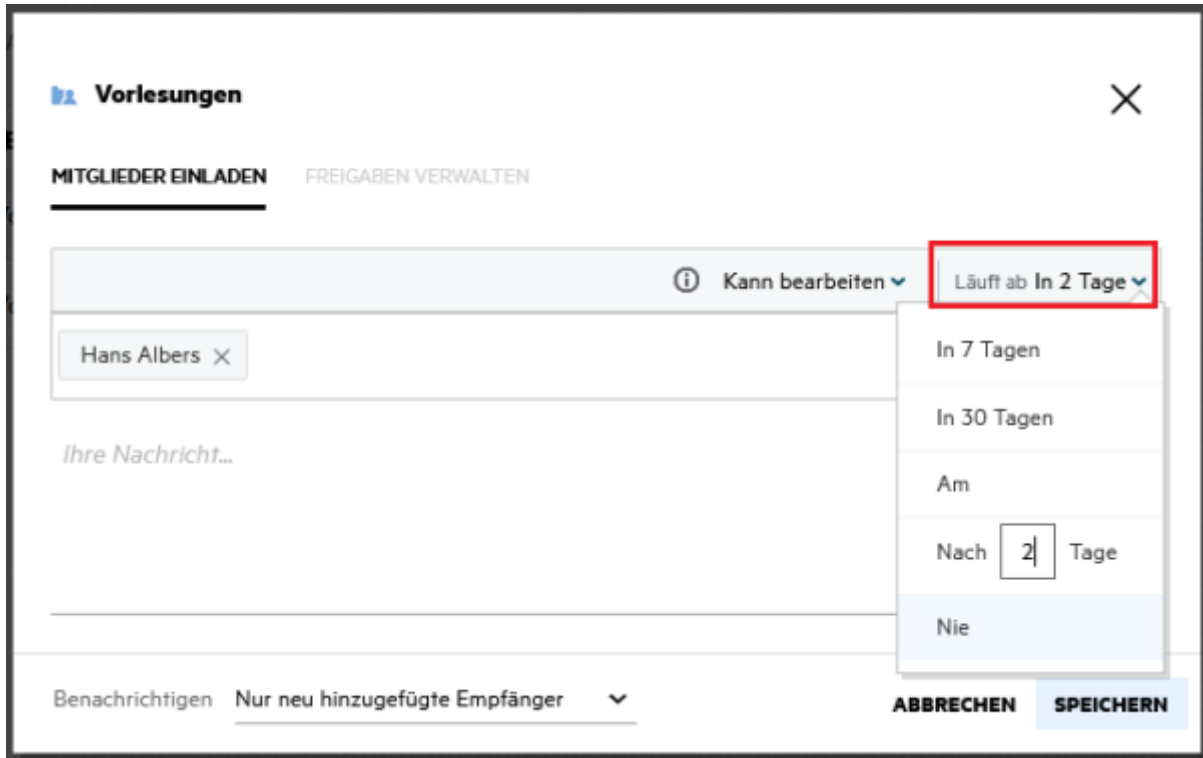 Vorlesungen
MITGLIEDER EINLADEN FREIGABEN VERWALTEN
Kann bearbeiten Läuft ab In 2 Tage
Hans Albers
In 7 Tagen
In 30 Tagen
Ihre Nachricht...
Am
Nach 2 Tage
Nie
Benachrichtigen Nur neu hinzugefügte Empfänger
ABBRECHEN SPEICHERN